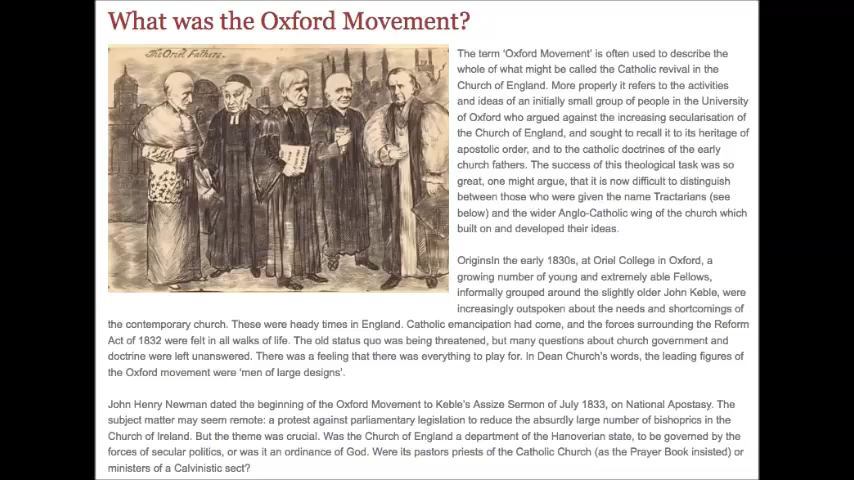 What was the Oxford Movement?
The Oriel Fathers.
The term ‘Oxford Movement’ is often used to describe the
whole of what might be called the Catholic revival in the
Church of England. More properly it refers to the activities
and ideas of an initially small group of people in the University
of Oxford who argued against the increasing secularisation of
the Church of England, and sought to recall it to its heritage of
apostolic order, and to the catholic doctrines of the early
church fathers. The success of this theological task was so
great, one might argue, that it is now difficult to distinguish
between those who were given the name Tractarians (see
below) and the wider Anglo-Catholic wing of the church which
built on and developed their ideas.
OriginsIn the early 1830s, at Oriel College in Oxford, a
growing number of young and extremely able Fellows,
informally grouped around the slightly older John Keble, were
increasingly outspoken about the needs and shortcomings of
the contemporary church. These were heady times in England. Catholic emancipation had come, and the forces surrounding the Reform
Act of 1832 were felt in all walks of life. The old status quo was being threatened, but many questions about church government and
doctrine were left unanswered. There was a feeling that there was everything to play for. In Dean Church’s words, the leading figures of
the Oxford movement were ‘men of large designs’.
John Henry Newman dated the beginning of the Oxford Movement to Keble’s Assize Sermon of July 1833, on National Apostasy. The
subject matter may seem remote: a protest against parliamentary legislation to reduce the absurdly large number of bishoprics in the
Church of Ireland. But the theme was crucial. Was the Church of England a department of the Hanoverian state, to be governed by the
forces of secular politics, or was it an ordinance of God. Were its pastors priests of the Catholic Church (as the Prayer Book insisted) or
ministers of a Calvinistic sect?